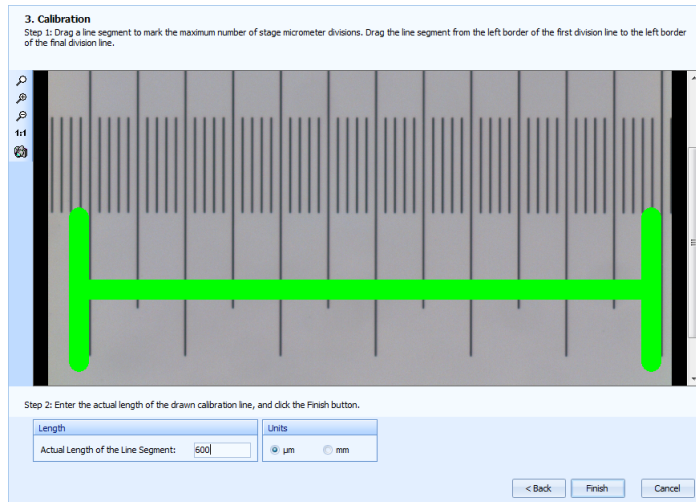 3. Calibration
Step 1: Drag a line segment to mark the maximum number of stage micrometer divisions. Drag the line segment from the left border of the first division line to the left border
of the final division line.
1:1
Step 2: Enter the actual length of the drawn calibration line, and click the Finish button.
Length
Units
Actual Length of the Line Segment: 600
µm
mm
< Back
Finish
Cancel